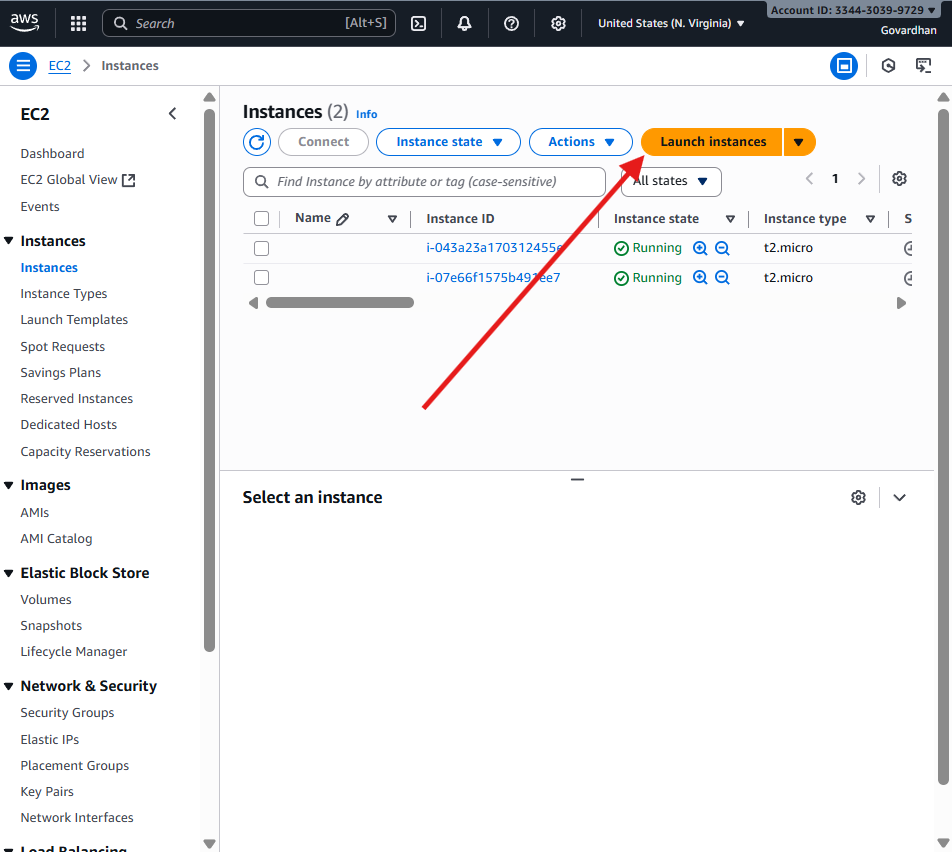 aws
Search [Alt+S]
United States (N. Virginia)
Account ID: 3344-3039-9729
Govardhan
EC2 Instances
EC2
Dashboard
EC2 Global View
Events
Instances
Instances
Instance Types
Launch Templates
Spot Requests
Savings Plans
Reserved Instances
Dedicated Hosts
Capacity Reservations
Images
AMIs
AMI Catalog
Elastic Block Store
Volumes
Snapshots
Lifecycle Manager
Network & Security
Security Groups
Elastic IPs
Placement Groups
Key Pairs
Network Interfaces
Load Balancing
Instances (2) Info
Connect Instance state Actions Launch instances
Find Instance by attribute or tag (case-sensitive) All states 1
Name Instance ID Instance state Instance type S
i-043a23a170312455e Running t2.micro
Running t2.micro
Select an instance